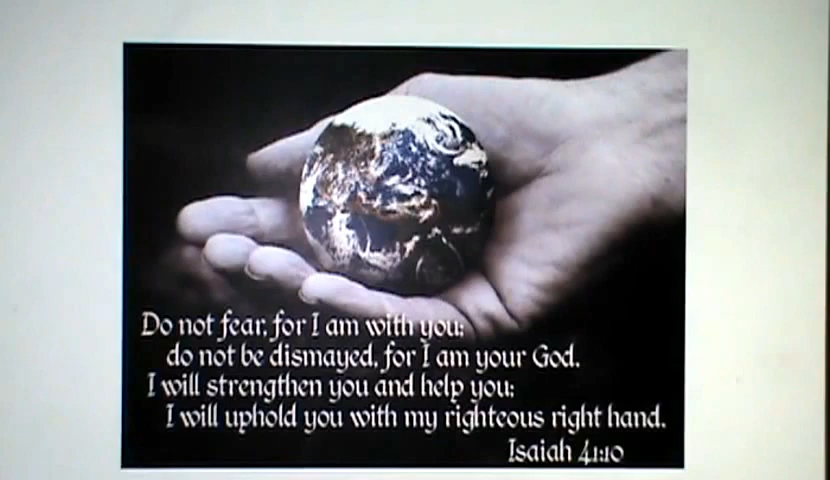 Do not fear, for I am with you;
do not be dismayed, for I am your God.
I will strengthen you and help you;
I will uphold you with my righteous right hand.
Isaiah 41:10